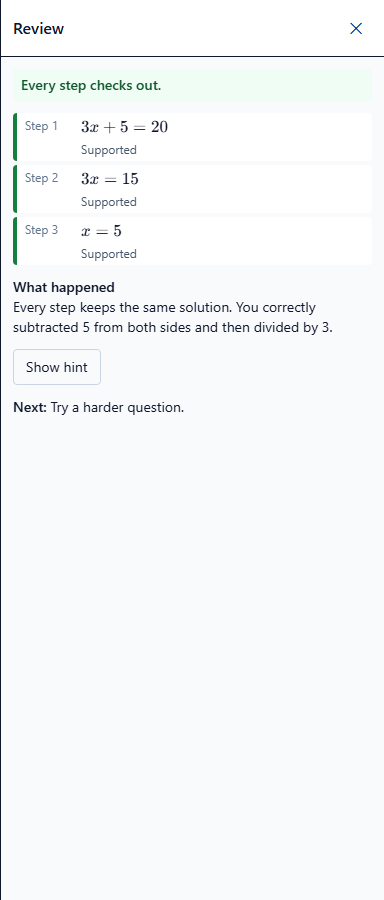 Review
Every step checks out.
Step 1 3x + 5 = 20
Supported
Step 2 3x = 15
Supported
Step 3 x = 5
Supported
What happened
Every step keeps the same solution. You correctly
subtracted 5 from both sides and then divided by 3.
Show hint
Next: Try a harder question.